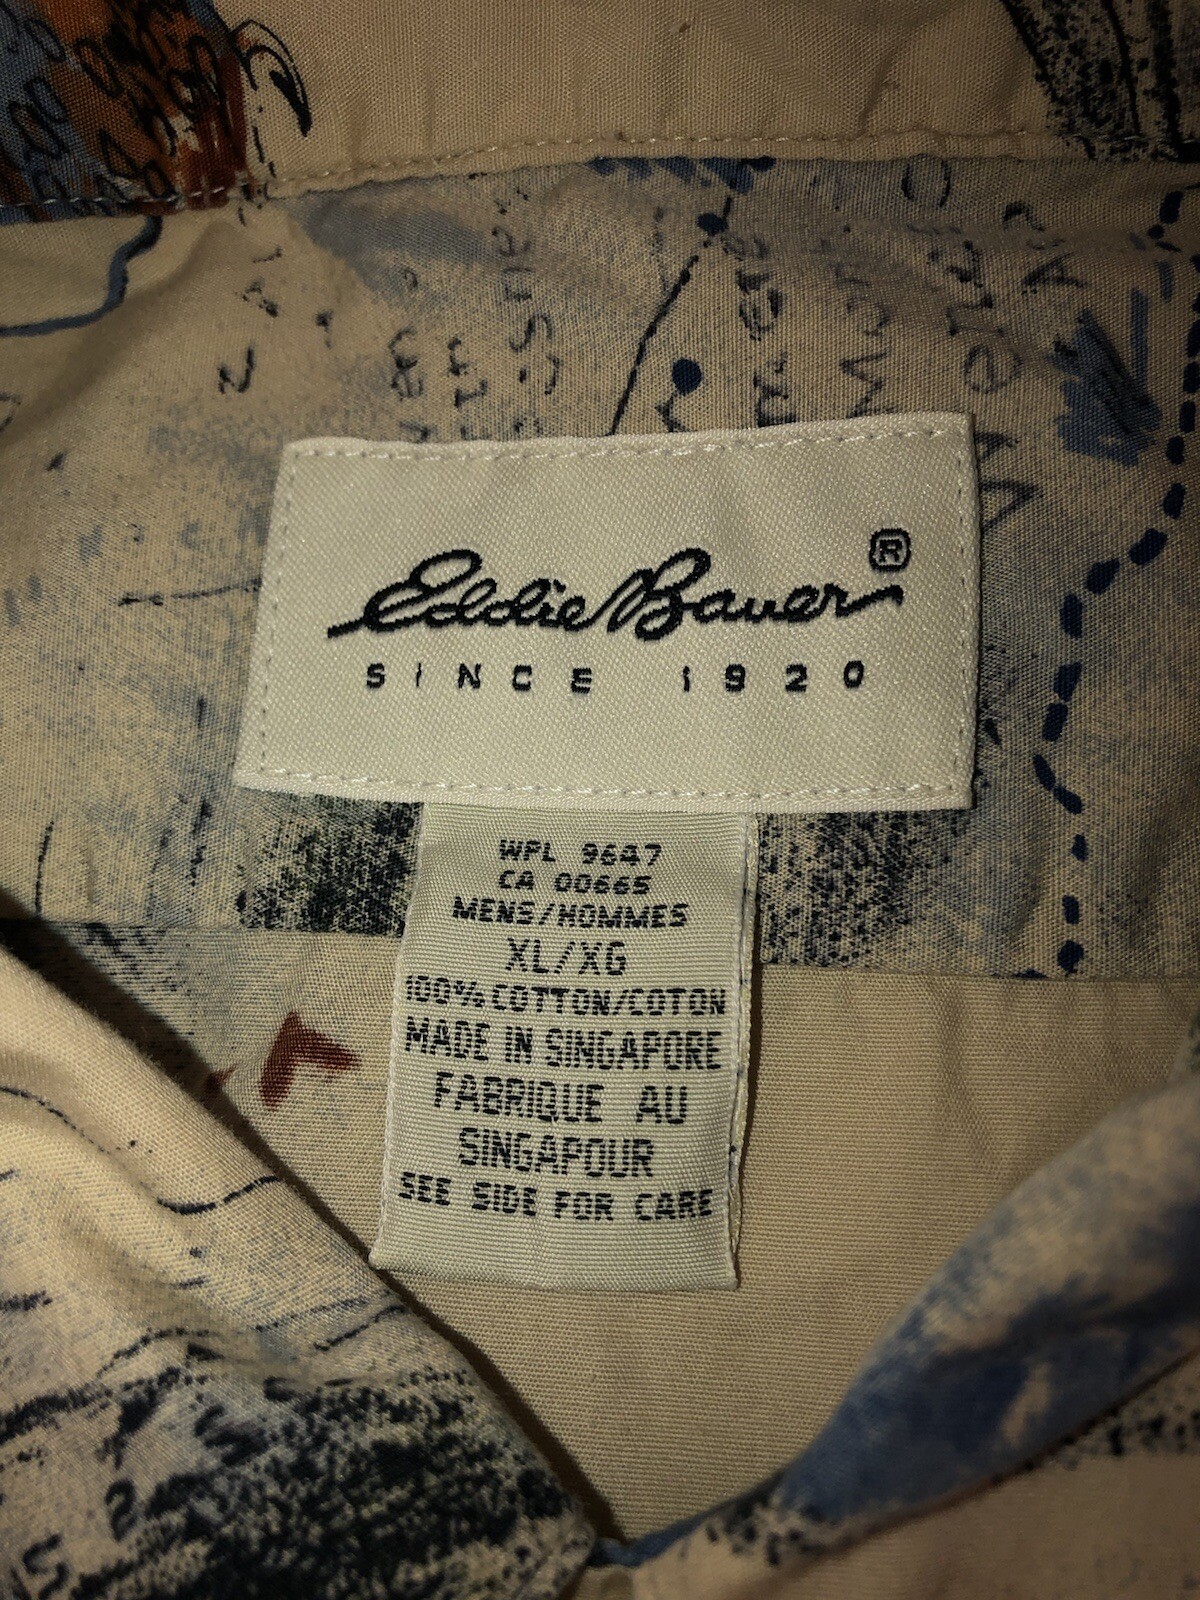 Eddie Bauer ®
SINCE 1920
WPL 9647
CA 00665
MENS/HOMMES
XL/XG
100% COTTON/COTON
MADE IN SINGAPORE
FABRIQUE AU
SINGAPOUR
SEE SIDE FOR CARE